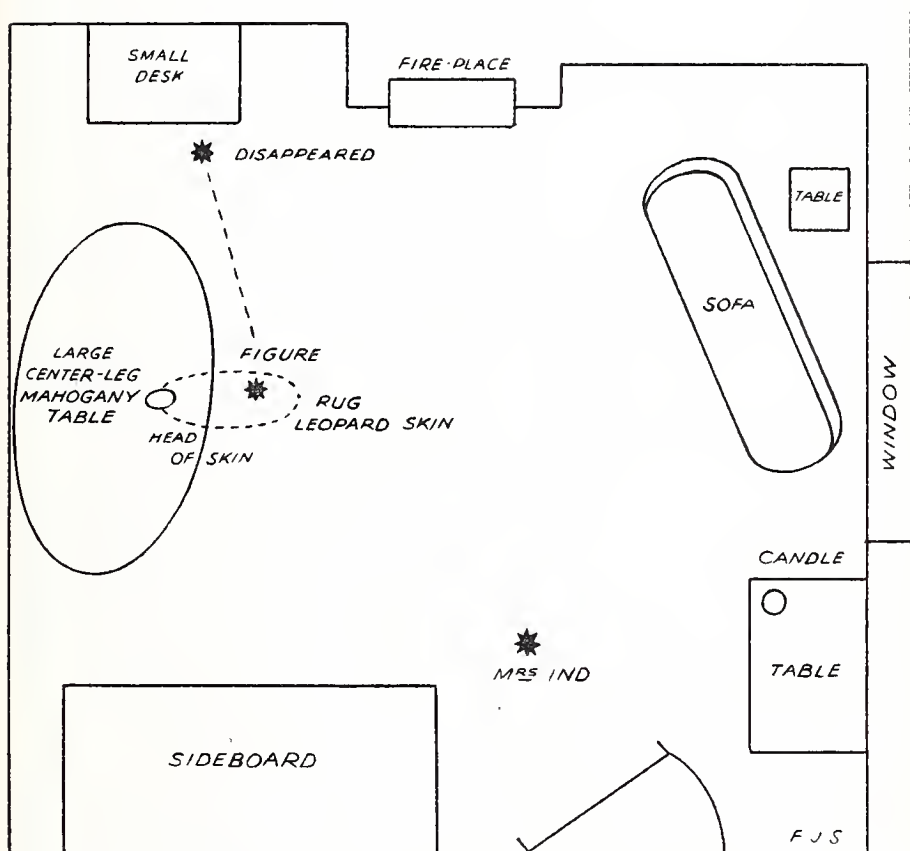 SMALL
DESK
FIRE-PLACE
DISAPPEARED
TABLE
SOFA
FIGURE
LARGE
CENTER-LEG
MAHOGANY
TABLE
RUG
LEOPARD SKIN
HEAD
OF SKIN
WINDOW
CANDLE
MRS IND
TABLE
SIDEBOARD
F J S